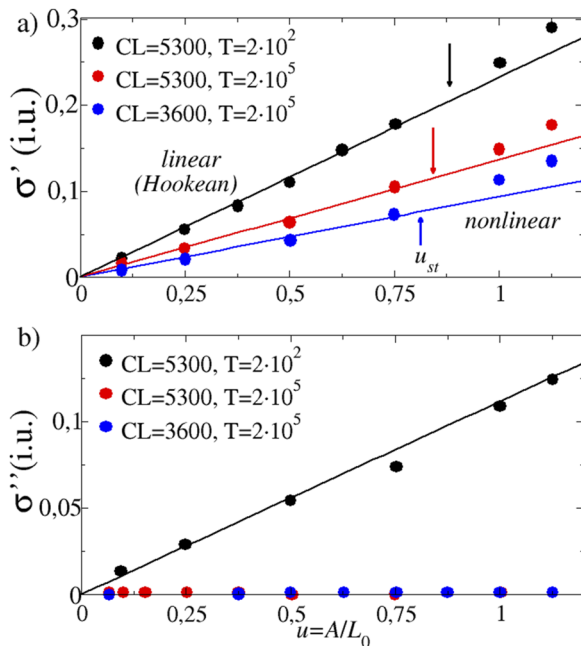 a)
0,3
CL=5300, T=2·10²
CL=5300, T=2·10⁵
CL=3600, T=2·10⁵
0,2
σ' (i.u.)
linear
(Hookean)
0,1
nonlinear
u_st
0
0 0,25 0,5 0,75 1
b)
CL=5300, T=2·10²
CL=5300, T=2·10⁵
CL=3600, T=2·10⁵
0,1
σ''(i.u.)
0,05
0
0 0,25 0,5 0,75 1
u=A/L₀